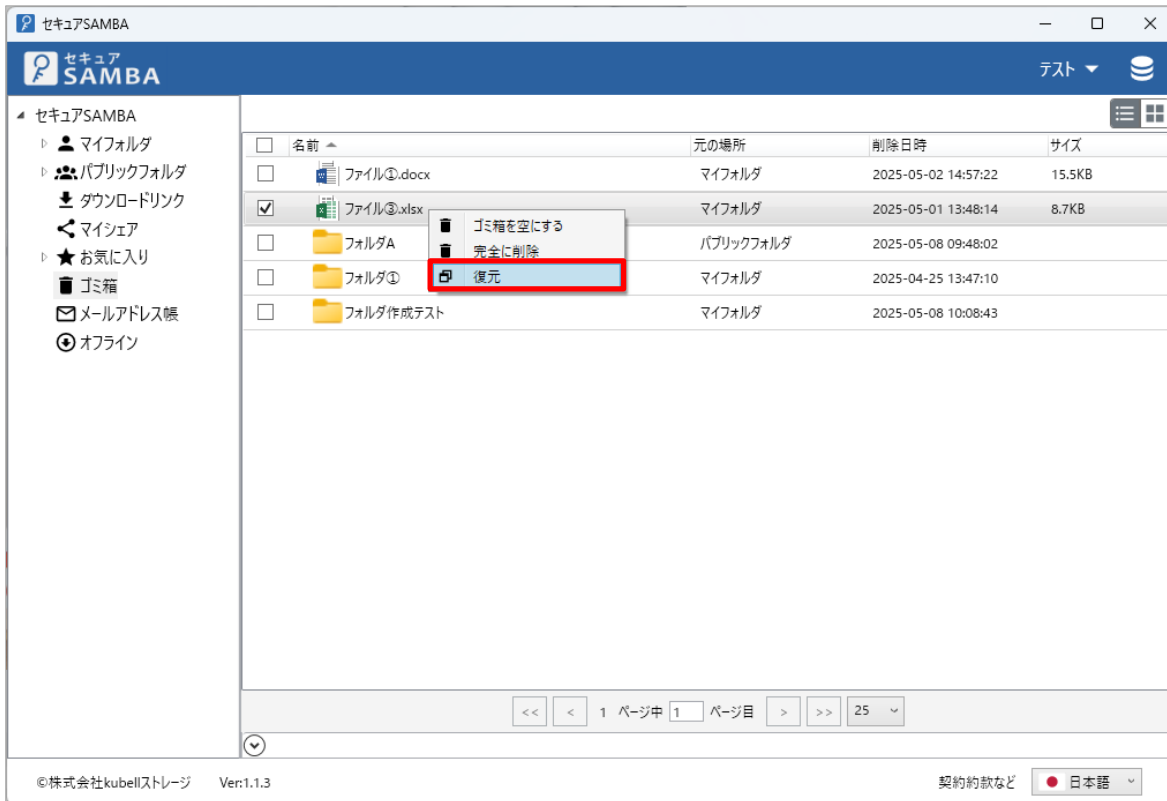 セキュアSAMBA
セキュア
SAMBA
テスト
セキュアSAMBA
マイフォルダ
パブリックフォルダ
ダウンロードリンク
マイシェア
お気に入り
ゴミ箱
メールアドレス帳
オフライン
名前 元の場所 削除日時 サイズ
ファイル①.docx マイフォルダ 2025-05-02 14:57:22 15.5KB
ファイル③.xlsx マイフォルダ 2025-05-01 13:48:14 8.7KB
フォルダA パブリックフォルダ 2025-05-08 09:48:02
フォルダ① マイフォルダ 2025-04-25 13:47:10
フォルダ作成テスト マイフォルダ 2025-05-08 10:08:43
ゴミ箱を空にする
完全に削除
復元
<< < 1 ページ中 1 ページ目 > >> 25
©株式会社kubellストレージ Ver:1.1.3 契約約款など 日本語